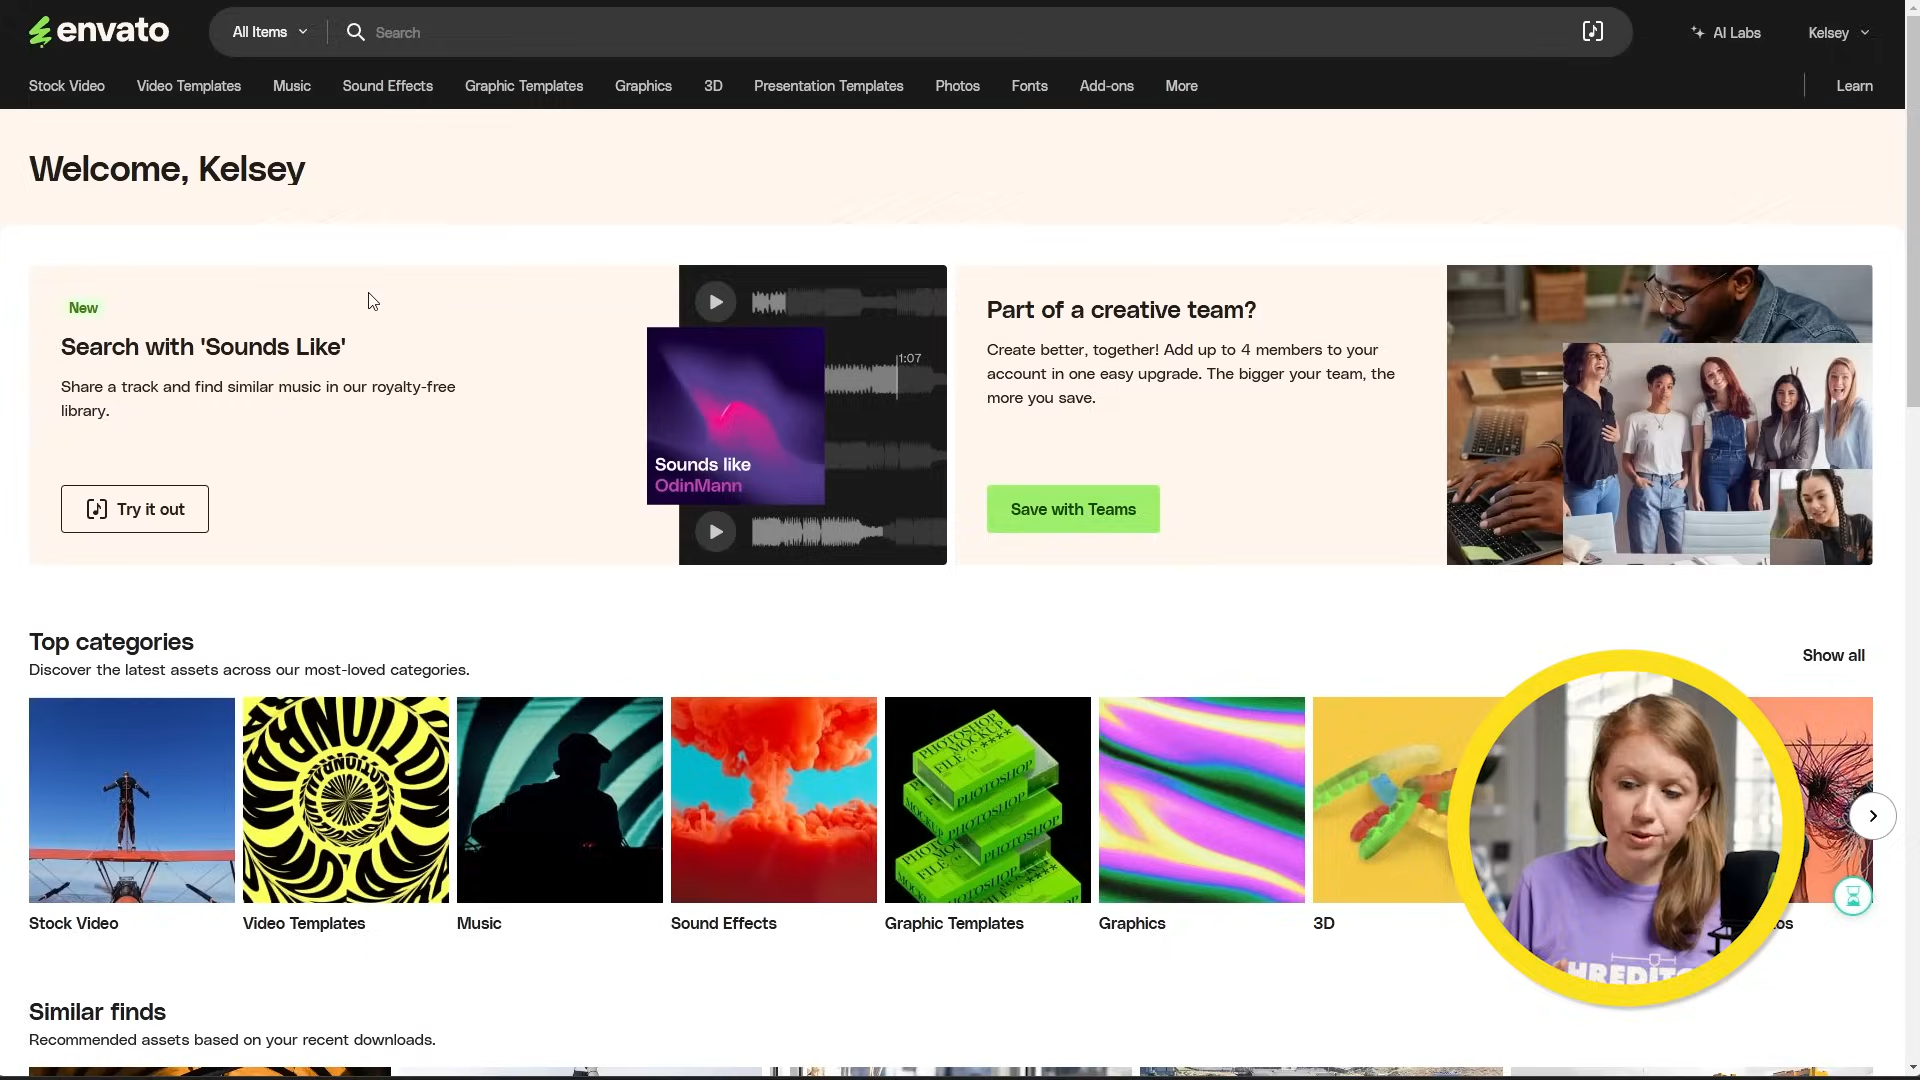 envato
All Items
Search
AI Labs
Kelsey
Stock Video
Video Templates
Music
Sound Effects
Graphic Templates
Graphics
3D
Presentation Templates
Photos
Fonts
Add-ons
More
Learn
Welcome, Kelsey
New
Search with 'Sounds Like'
Share a track and find similar music in our royalty-free
library.
Try it out
1:07
Sounds like
OdinMann
Part of a creative team?
Create better, together! Add up to 4 members to your
account in one easy upgrade. The bigger your team, the
more you save.
Save with Teams
Top categories
Discover the latest assets across our most-loved categories.
Show all
PHOTOSHOP
MOCKUP
FILE
Stock Video
Video Templates
Music
Sound Effects
Graphic Templates
Graphics
3D
Similar finds
Recommended assets based on your recent downloads.